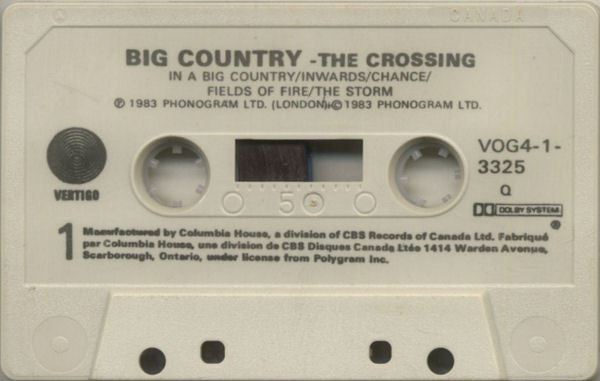 CANADA
BIG COUNTRY -THE CROSSING
IN A BIG COUNTRY/INWARDS/CHANCE/
FIELDS OF FIRE/THE STORM
Ⓟ 1983 PHONOGRAM LTD. (LONDON)© 1983 PHONOGRAM LTD.
VERTIGO
VOG4-1-
3325
Q
50
DOLBY SYSTEM
®
1
Manufactured by Columbia House, a division of CBS Records of Canada Ltd. Fabriqué
par Columbia House, une division de CBS Disques Canada Ltée 1414 Warden Avenue,
Scarborough, Ontario, under license from Polygram Inc.